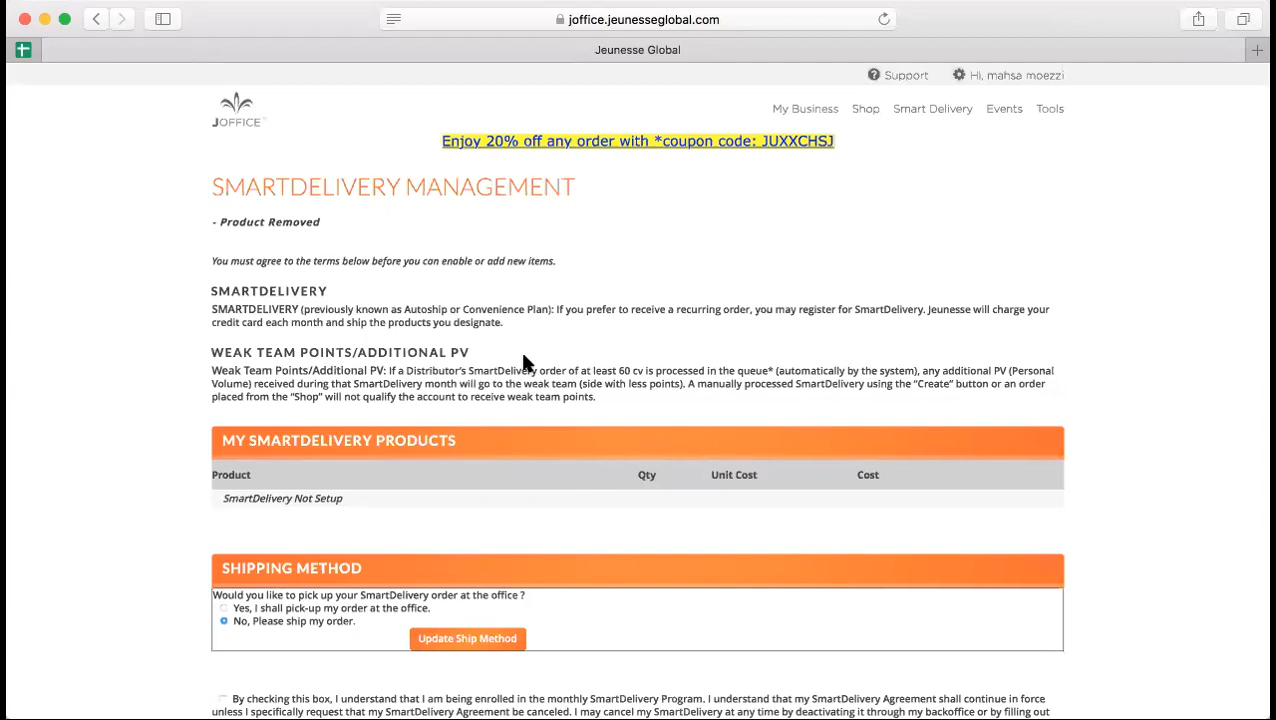 joffice.jeunesseglobal.com
Jeunesse Global
Support Hi, mahsa moezzi
JOFFICE
My Business Shop Smart Delivery Events Tools
Enjoy 20% off any order with *coupon code: JUXXCHSJ
SMARTDELIVERY MANAGEMENT
- Product Removed
You must agree to the terms below before you can enable or add new items.
SMARTDELIVERY
SMARTDELIVERY (previously known as Autoship or Convenience Plan): If you prefer to receive a recurring order, you may register for SmartDelivery. Jeunesse will charge your
credit card each month and ship the products you designate.
WEAK TEAM POINTS/ADDITIONAL PV
Weak Team Points/Additional PV: If a Distributor's SmartDelivery order of at least 60 cv is processed in the queue* (automatically by the system), any additional PV (Personal
Volume) received during that SmartDelivery month will go to the weak team (side with less points). A manually processed SmartDelivery using the "Create" button or an order
placed from the "Shop" will not qualify the account to receive weak team points.
MY SMARTDELIVERY PRODUCTS
Product Qty Unit Cost Cost
SmartDelivery Not Setup
SHIPPING METHOD
Would you like to pick up your SmartDelivery order at the office ?
Yes, I shall pick-up my order at the office.
No, Please ship my order.
Update Ship Method
By checking this box, I understand that I am being enrolled in the monthly SmartDelivery Program. I understand that my SmartDelivery Agreement shall continue in force
unless I specifically request that my SmartDelivery Agreement be canceled. I may cancel my SmartDelivery at any time by deactivating it through my backoffice or by filling out